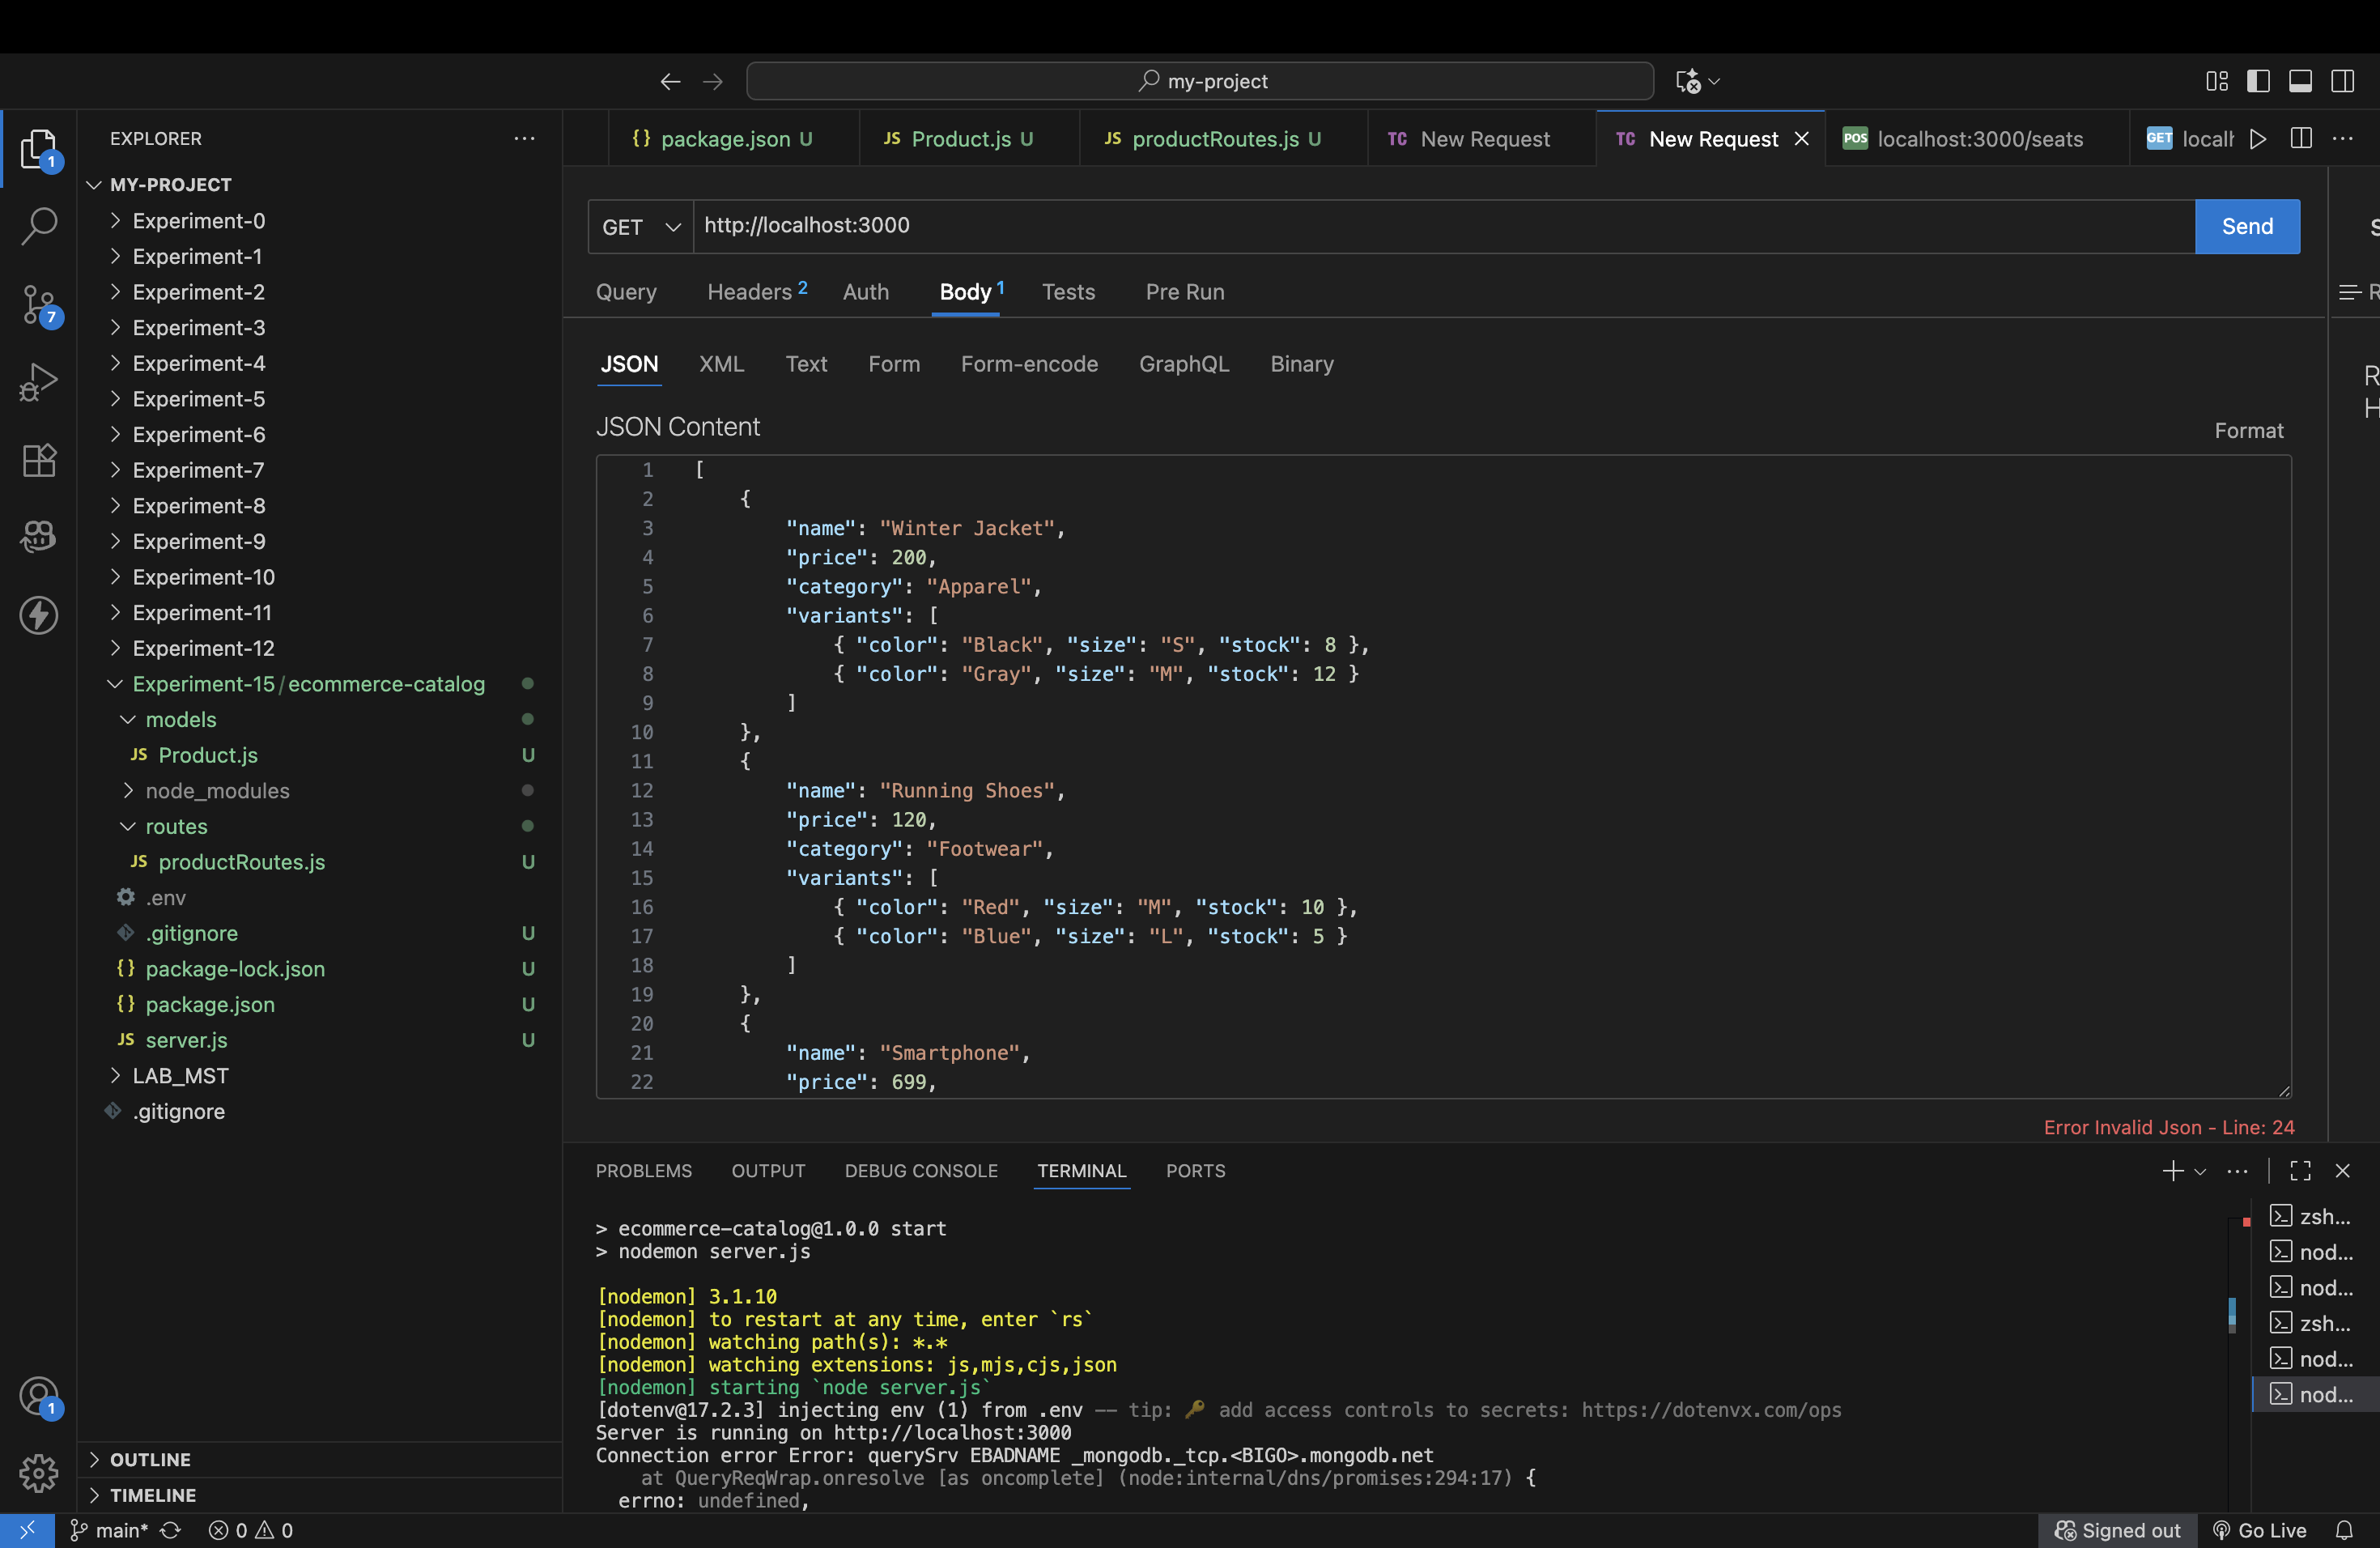 my-project
EXPLORER
package.json U
JS Product.js U
JS productRoutes.js U
TC New Request
TC New Request
POS localhost:3000/seats
GET localh
MY-PROJECT
Experiment-0
Experiment-1
Experiment-2
Experiment-3
Experiment-4
Experiment-5
Experiment-6
Experiment-7
Experiment-8
Experiment-9
Experiment-10
Experiment-11
Experiment-12
Experiment-15/ecommerce-catalog
models
JS Product.js U
node_modules
routes
JS productRoutes.js U
.env
.gitignore U
{} package-lock.json U
{} package.json U
JS server.js U
LAB_MST
.gitignore
OUTLINE
TIMELINE
1
7
1
GET http://localhost:3000 Send
Query Headers 2 Auth Body 1 Tests Pre Run
JSON XML Text Form Form-encode GraphQL Binary
JSON Content
Format
1 [
2 {
3 "name": "Winter Jacket",
4 "price": 200,
5 "category": "Apparel",
6 "variants": [
7 { "color": "Black", "size": "S", "stock": 8 },
8 { "color": "Gray", "size": "M", "stock": 12 }
9 ]
10 },
11 {
12 "name": "Running Shoes",
13 "price": 120,
14 "category": "Footwear",
15 "variants": [
16 { "color": "Red", "size": "M", "stock": 10 },
17 { "color": "Blue", "size": "L", "stock": 5 }
18 ]
19 },
20 {
21 "name": "Smartphone",
22 "price": 699,
Error Invalid Json - Line: 24
PROBLEMS OUTPUT DEBUG CONSOLE TERMINAL PORTS
> ecommerce-catalog@1.0.0 start
> nodemon server.js
[nodemon] 3.1.10
[nodemon] to restart at any time, enter `rs`
[nodemon] watching path(s): *.*
[nodemon] watching extensions: js,mjs,cjs,json
[nodemon] starting `node server.js`
[dotenv@17.2.3] injecting env (1) from .env -- tip: 🔑 add access controls to secrets: https://dotenvx.com/ops
Server is running on http://localhost:3000
Connection error Error: querySrv EBADNAME _mongodb._tcp.<BIGO>.mongodb.net
at QueryReqWrap.onresolve [as oncomplete] (node:internal/dns/promises:294:17) {
errno: undefined,
zsh...
nod...
nod...
zsh...
nod...
nod...
main* 0 0
Signed out Go Live